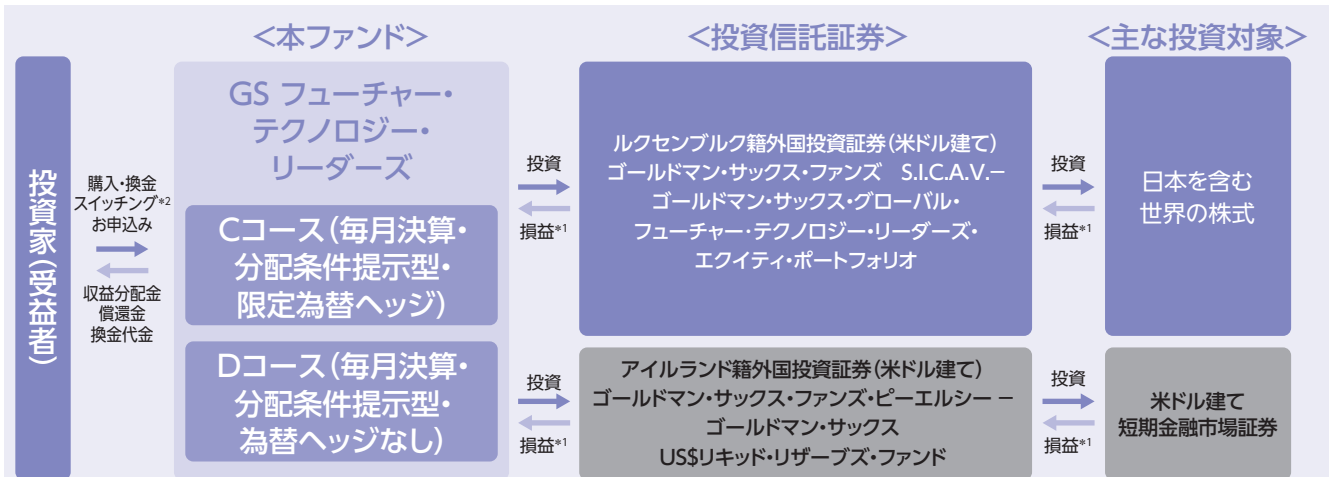 <本ファンド>
<投資信託証券>
<主な投資対象>
投資家(受益者)
購入・換金
スイッチング*2
お申込み
収益分配金
償還金
換金代金
GS フューチャー・
テクノロジー・
リーダーズ
Cコース(毎月決算・
分配条件提示型・
限定為替ヘッジ)
Dコース(毎月決算・
分配条件提示型・
為替ヘッジなし)
投資
損益*1
投資
損益*1
ルクセンブルク籍外国投資証券(米ドル建て)
ゴールドマン・サックス・ファンズ S.I.C.A.V.−
ゴールドマン・サックス・グローバル・
フューチャー・テクノロジー・リーダーズ・
エクイティ・ポートフォリオ
アイルランド籍外国投資証券(米ドル建て)
ゴールドマン・サックス・ファンズ・ピーエルシー −
ゴールドマン・サックス
US$リキッド・リザーブズ・ファンド
投資
損益*1
投資
損益*1
日本を含む
世界の株式
米ドル建て
短期金融市場証券